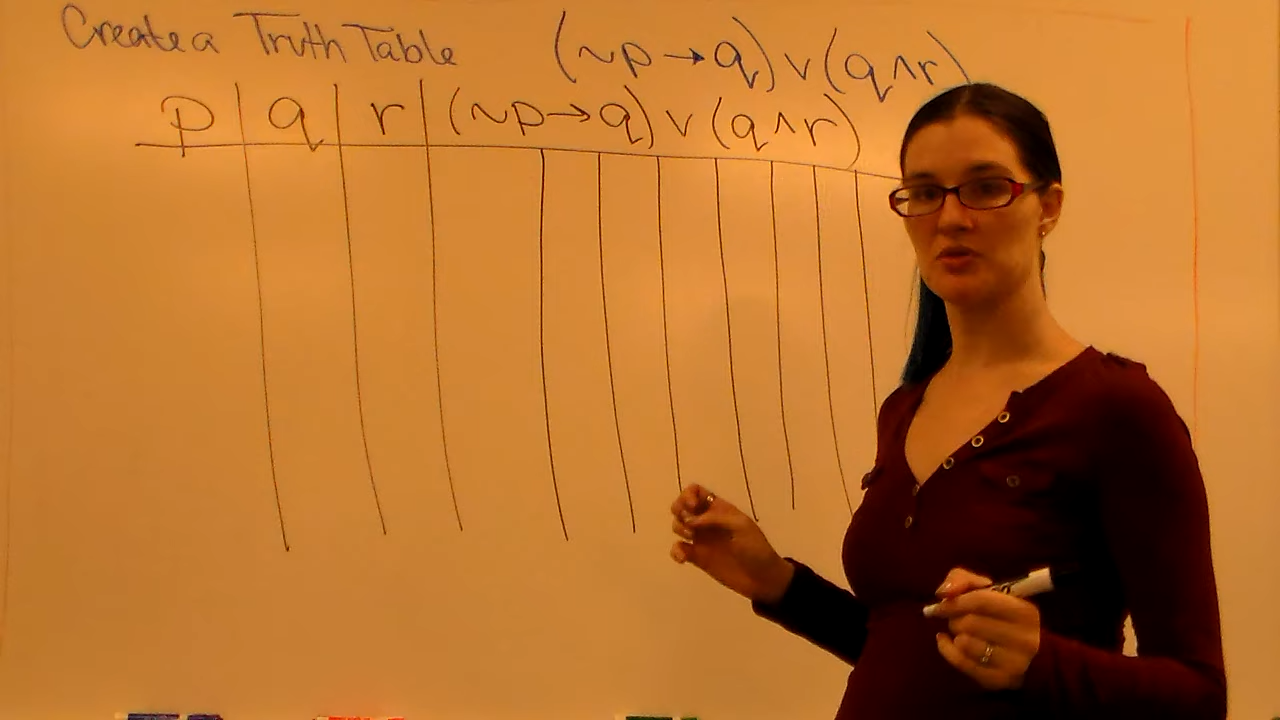 Create a Truth Table (~p→q)∨(q∧r)
p q r (~p→q)∨(q∧r)